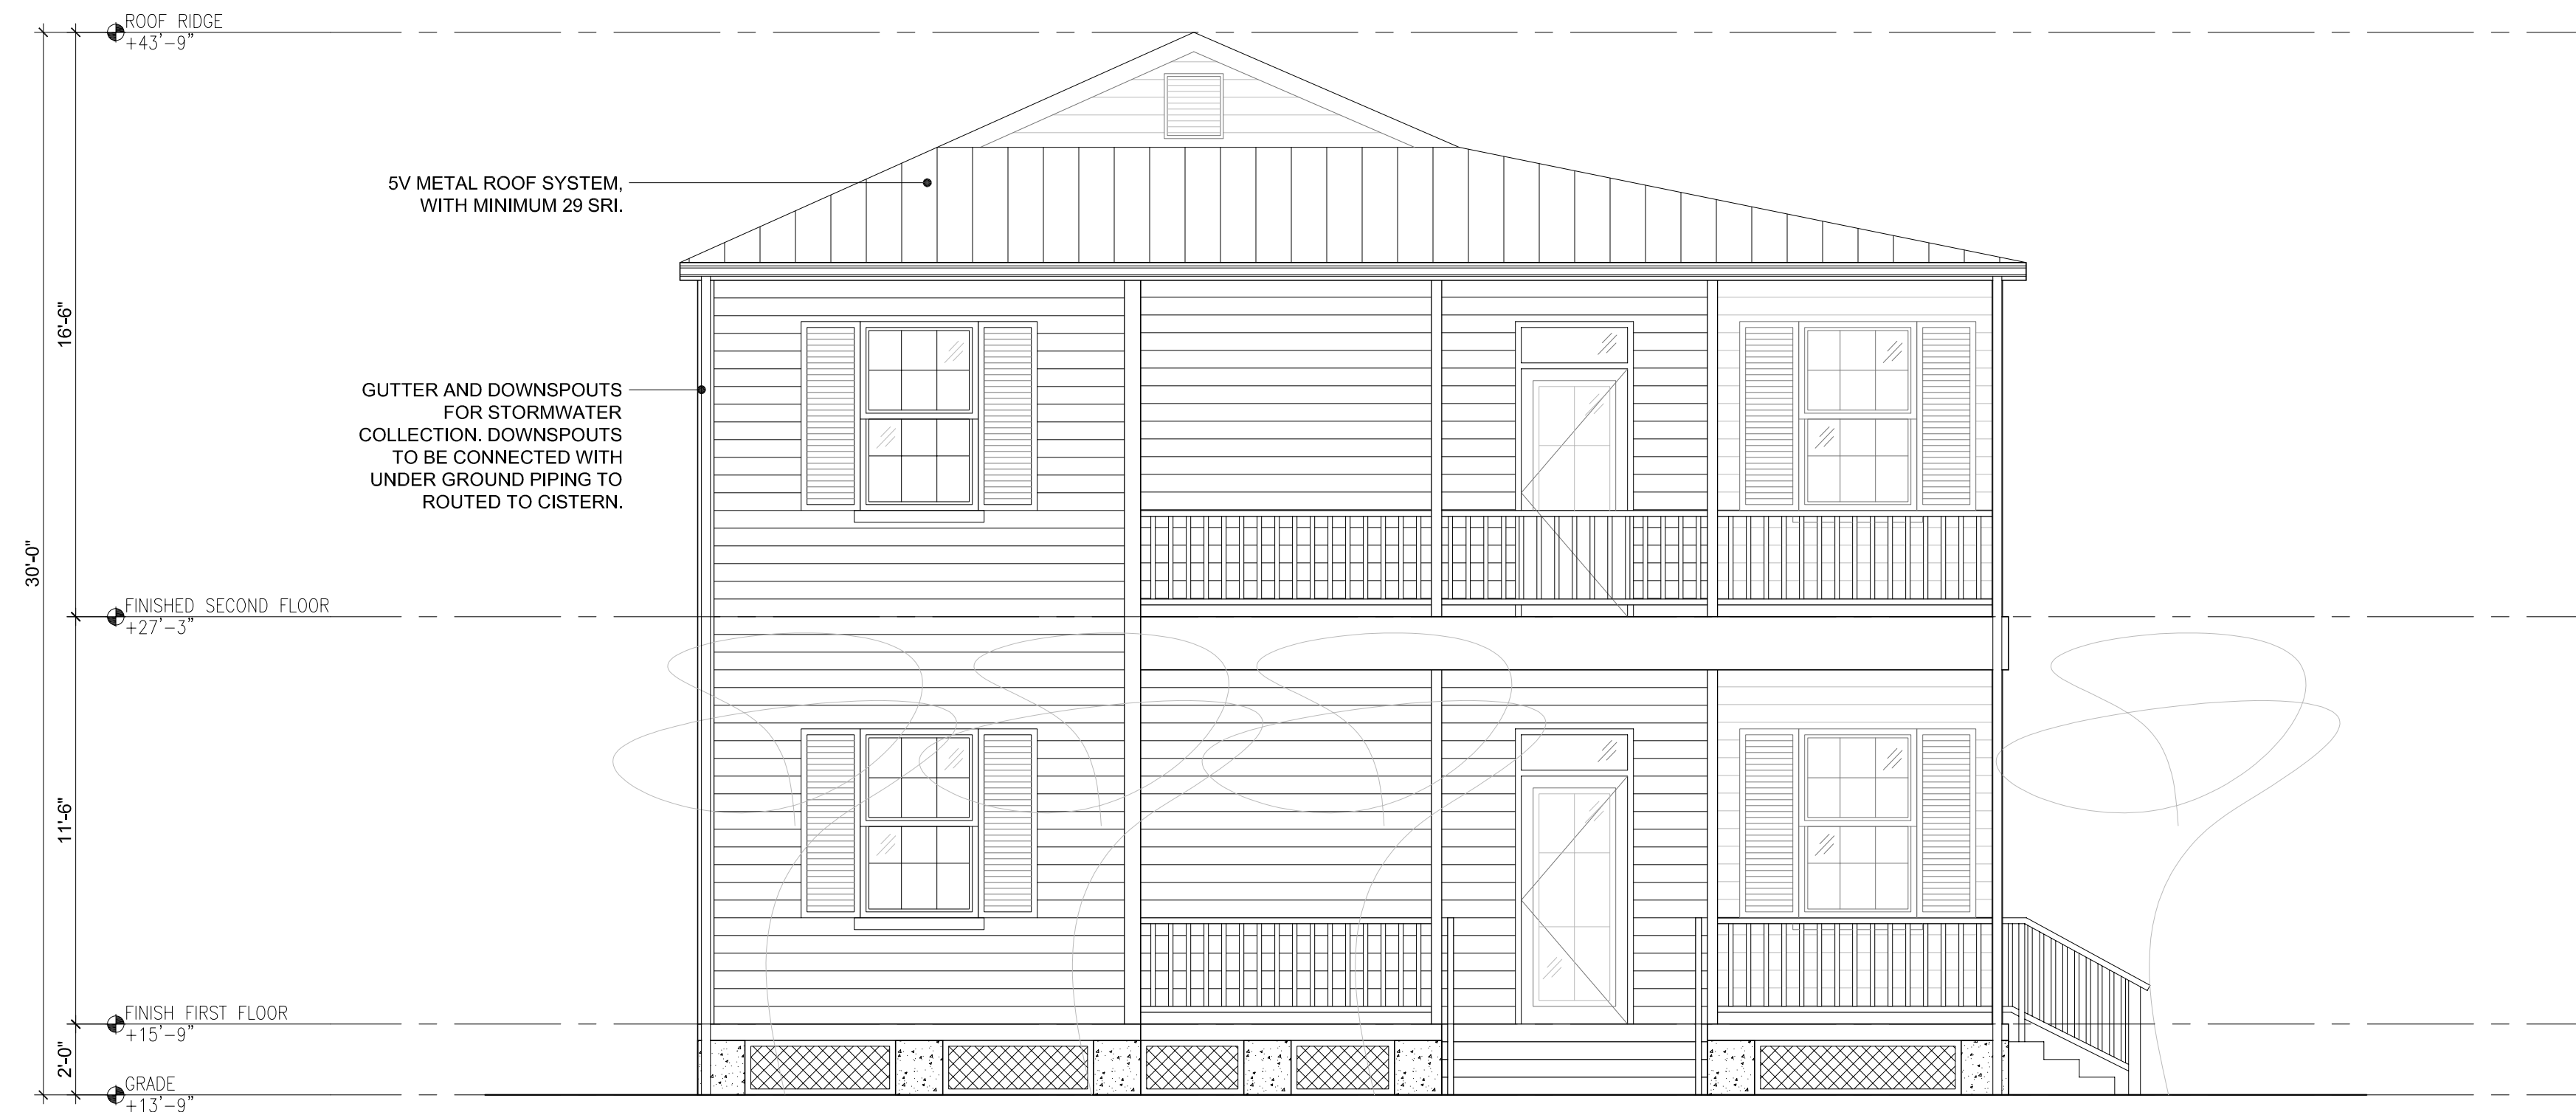 ROOF RIDGE
+43'-9"
5V METAL ROOF SYSTEM,
WITH MINIMUM 29 SRI.
16'-6"
GUTTER AND DOWNSPOUTS
FOR STORMWATER
COLLECTION. DOWNSPOUTS
TO BE CONNECTED WITH
UNDER GROUND PIPING TO
ROUTED TO CISTERN.
30'-0"
FINISHED SECOND FLOOR
+27'-3"
11'-6"
FINISH FIRST FLOOR
+15'-9"
2'-0"
GRADE
+13'-9"